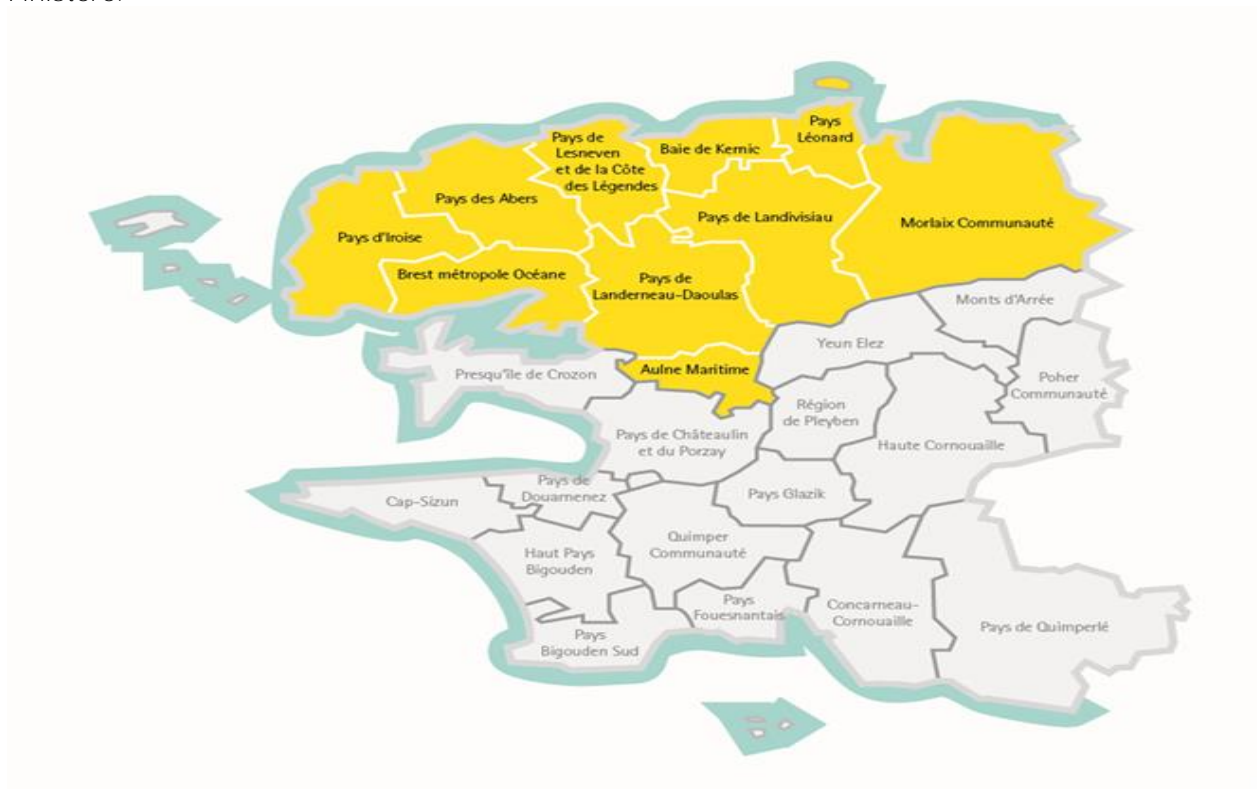 Pays
Léonard
Pays de
Lesneven
et de la Côte
des Légendes
Baie de Kernic
Pays des Abers
Pays de Landivisiau
Morlaix Communauté
Pays d'Iroise
Brest métropole Océane
Pays de
Landerneau-Daoulas
Monts d'Arrée
Yeun Elez
Aulne Maritime
Presqu'île de Crozon
Poher
Communauté
Région
de Pleyben
Pays de Châteaulin
et du Porzay
Haute Cornouaille
Pays de
Douarnenez
Cap-Sizun
Pays Glazik
Quimper
Communauté
Haut Pays
Bigouden
Pays
Fouesnantais
Concarneau-
Cornouaille
Pays de Quimperlé
Pays
Bigouden Sud